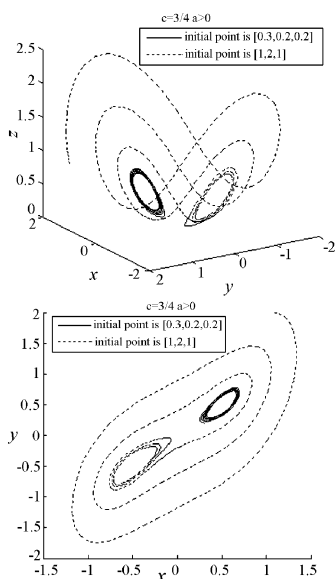 c=3/4 a>0
initial point is [0.3,0.2,0.2]
initial point is [1,2,1]
2.5
2
1.5
1
0.5
0
z
2
0
-2
x
2
1
0
-1
-2
y
c=3/4 a>0
initial point is [0.3,0.2,0.2]
initial point is [1,2,1]
2
1.5
1
0.5
0
-0.5
-1
-1.5
-2
y
-1.5
-1
-0.5
0
0.5
1
1.5
x